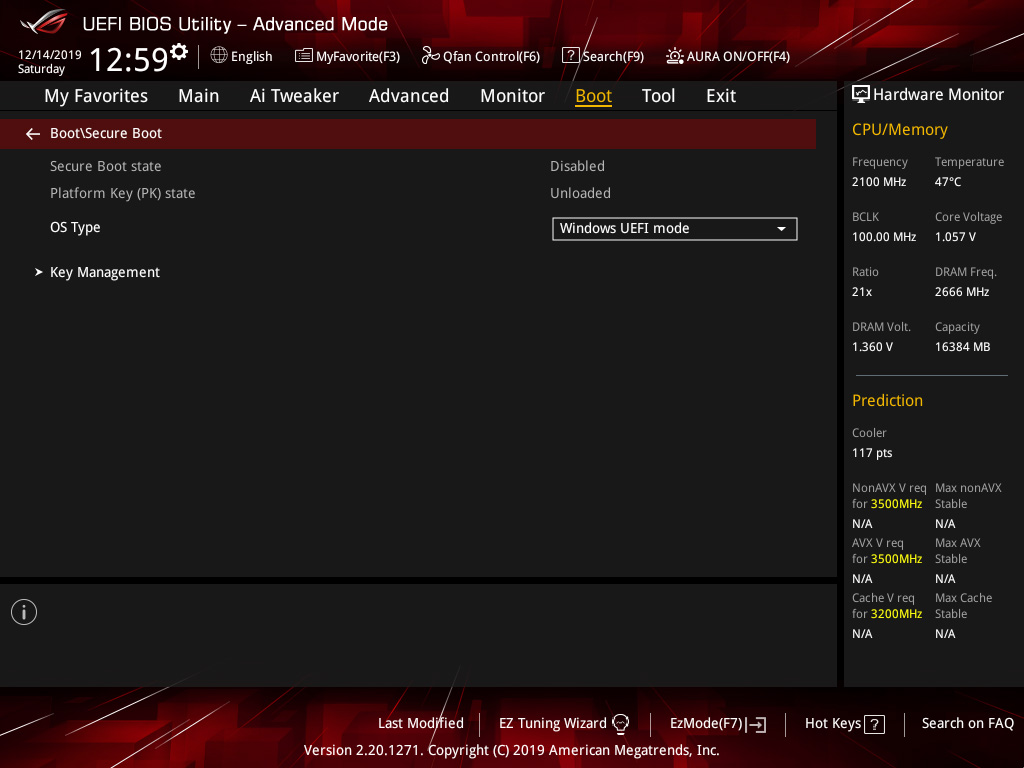 UEFI BIOS Utility – Advanced Mode
12/14/2019
Saturday
12:59
English
MyFavorite(F3)
Qfan Control(F6)
? Search(F9)
AURA ON/OFF(F4)
My Favorites Main Ai Tweaker Advanced Monitor Boot Tool Exit
Boot\Secure Boot
Secure Boot state Disabled
Platform Key (PK) state Unloaded
OS Type Windows UEFI mode
Key Management
i
Hardware Monitor
CPU/Memory
Frequency Temperature
2100 MHz 47°C
BCLK Core Voltage
100.00 MHz 1.057 V
Ratio DRAM Freq.
21x 2666 MHz
DRAM Volt. Capacity
1.360 V 16384 MB
Prediction
Cooler
117 pts
NonAVX V req Max nonAVX
for 3500MHz Stable
N/A N/A
AVX V req Max AVX
for 3500MHz Stable
N/A N/A
Cache V req Max Cache
for 3200MHz Stable
N/A N/A
Last Modified
EZ Tuning Wizard
EzMode(F7)
Hot Keys ?
Search on FAQ
Version 2.20.1271. Copyright (C) 2019 American Megatrends, Inc.